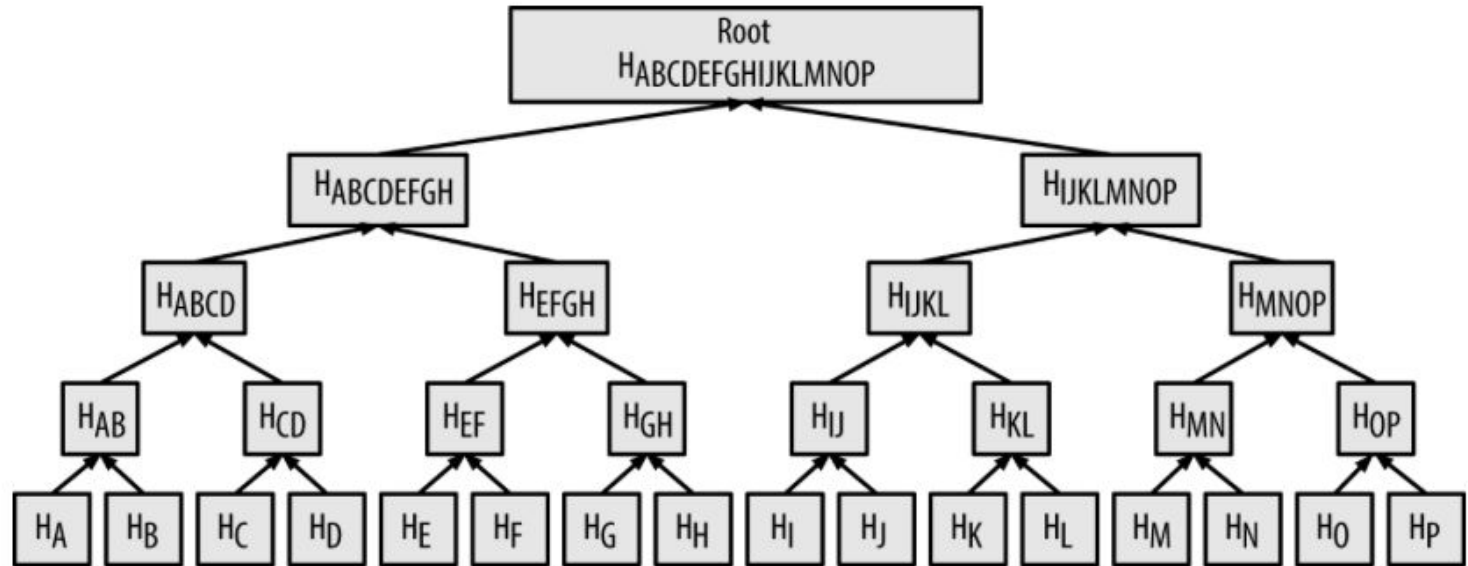 Root
HABCDEFGHIJKLMNOP
HABCDEFGH HIJKLMNOP
HABCD HEFGH HIJKL HMNOP
HAB HCD HEF HGH HIJ HKL HMN HOP
HA HB HC HD HE HF HG HH HI HJ HK HL HM HN HO HP